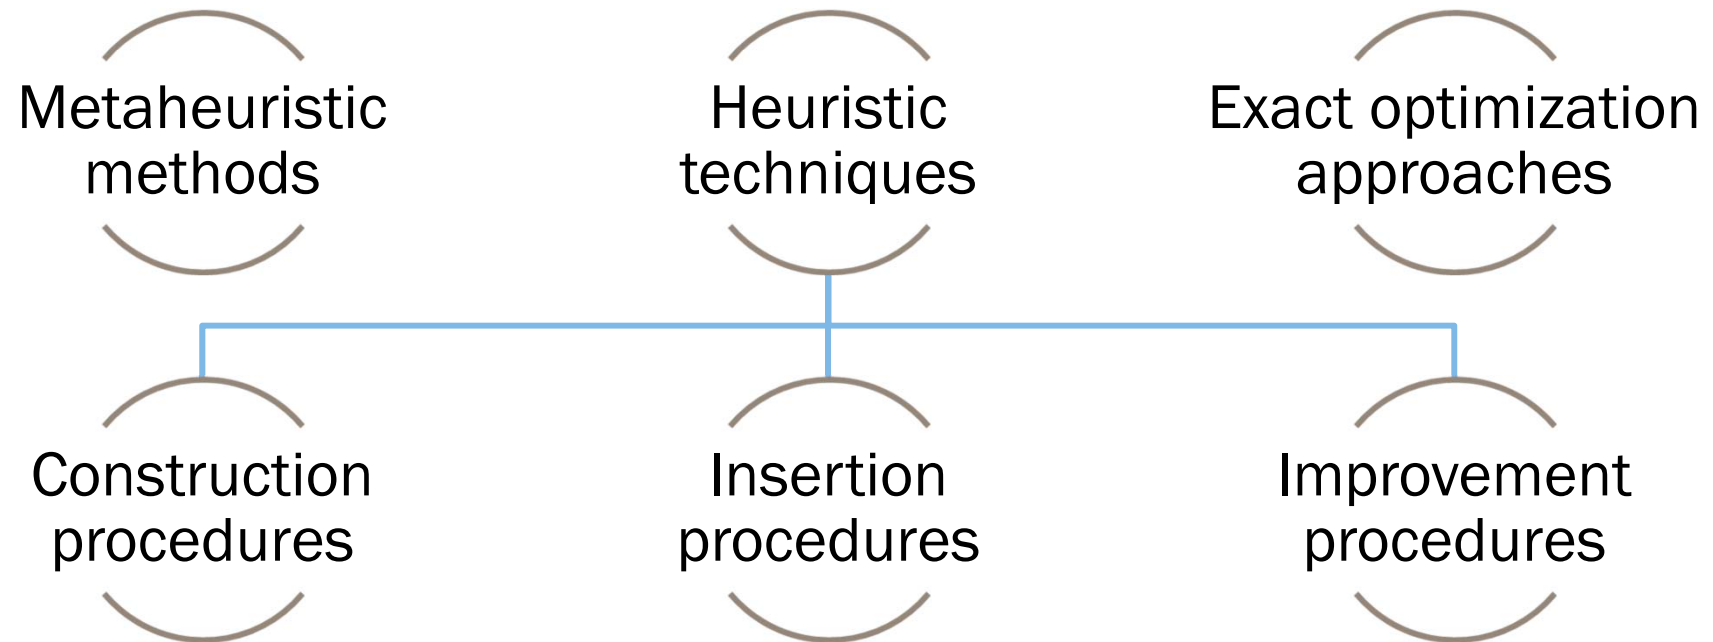 Metaheuristic
methods
Heuristic
techniques
Exact optimization
approaches
Construction
procedures
Insertion
procedures
Improvement
procedures